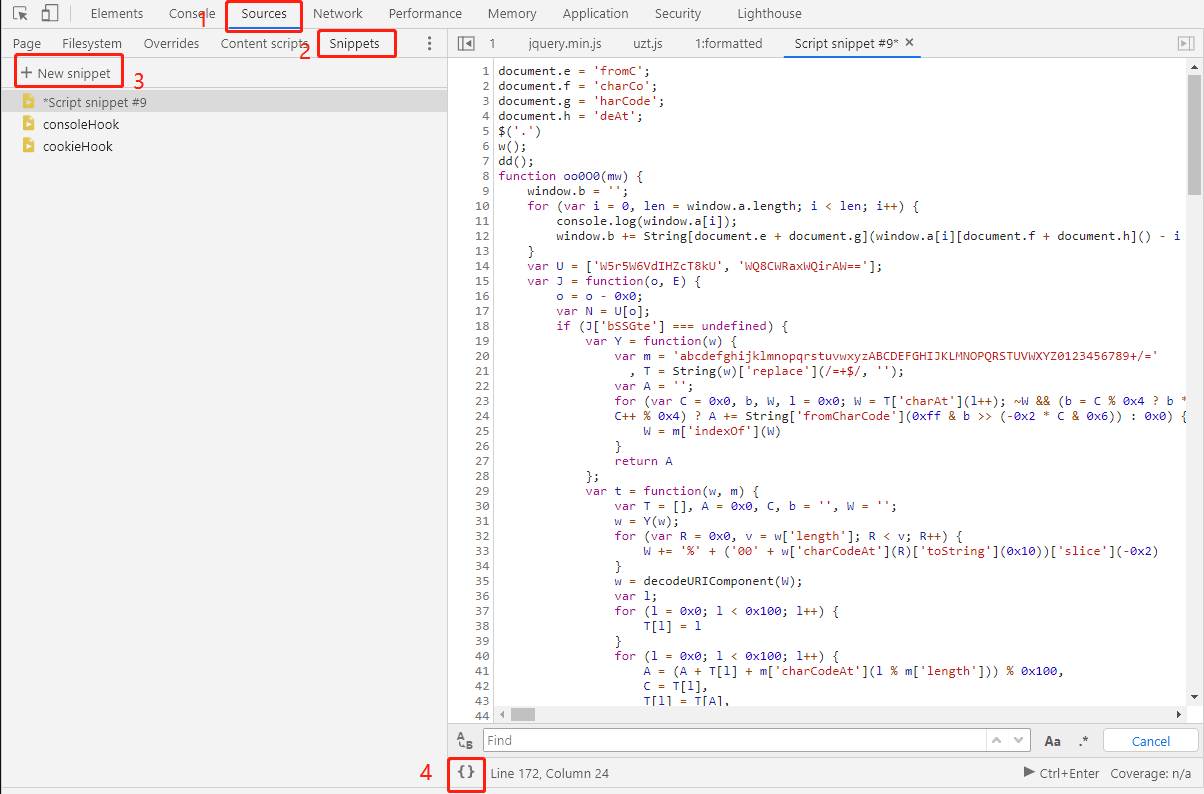 Elements Console Sources Network Performance Memory Application Security Lighthouse
1
Page Filesystem Overrides Content scripts Snippets
2
1 jquery.min.js uzt.js 1:formatted Script snippet #9* ×
+ New snippet
3
*Script snippet #9
consoleHook
cookieHook
1 document.e = 'fromC';
2 document.f = 'charCo';
3 document.g = 'harCode';
4 document.h = 'deAt';
5 $('.')
6 w();
7 dd();
8 function oo0O0(mw) {
9 window.b = '';
10 for (var i = 0, len = window.a.length; i < len; i++) {
11 console.log(window.a[i]);
12 window.b += String[document.e + document.g](window.a[i][document.f + document.h]() - i
13 }
14 var U = ['W5r5W6VdIHZcT8kU', 'WQ8CWRaxWQirAW=='];
15 var J = function(o, E) {
16 o = o - 0x0;
17 var N = U[o];
18 if (J['bSSGte'] === undefined) {
19 var Y = function(w) {
20 var m = 'abcdefghijklmnopqrstuvwxyzABCDEFGHIJKLMNOPQRSTUVWXYZ0123456789+/='
21 , T = String(w)['replace'](/=+$/, '');
22 var A = '';
23 for (var C = 0x0, b, W, l = 0x0; W = T['charAt'](l++); ~W && (b = C % 0x4 ? b *
24 C++ % 0x4) ? A += String['fromCharCode'](0xff & b >> (-0x2 * C & 0x6)) : 0x0) {
25 W = m['indexOf'](W)
26 }
27 return A
28 };
29 var t = function(w, m) {
30 var T = [], A = 0x0, C, b = '', W = '';
31 w = Y(w);
32 for (var R = 0x0, v = w['length']; R < v; R++) {
33 W += '%' + ('00' + w['charCodeAt'](R)['toString'](0x10))['slice'](-0x2)
34 }
35 w = decodeURIComponent(W);
36 var l;
37 for (l = 0x0; l < 0x100; l++) {
38 T[l] = l
39 }
40 for (l = 0x0; l < 0x100; l++) {
41 A = (A + T[l] + m['charCodeAt'](l % m['length'])) % 0x100,
42 C = T[l],
43 T[l] = T[A],
44
Find Aa .* Cancel
4
{} Line 172, Column 24 Ctrl+Enter Coverage: n/a